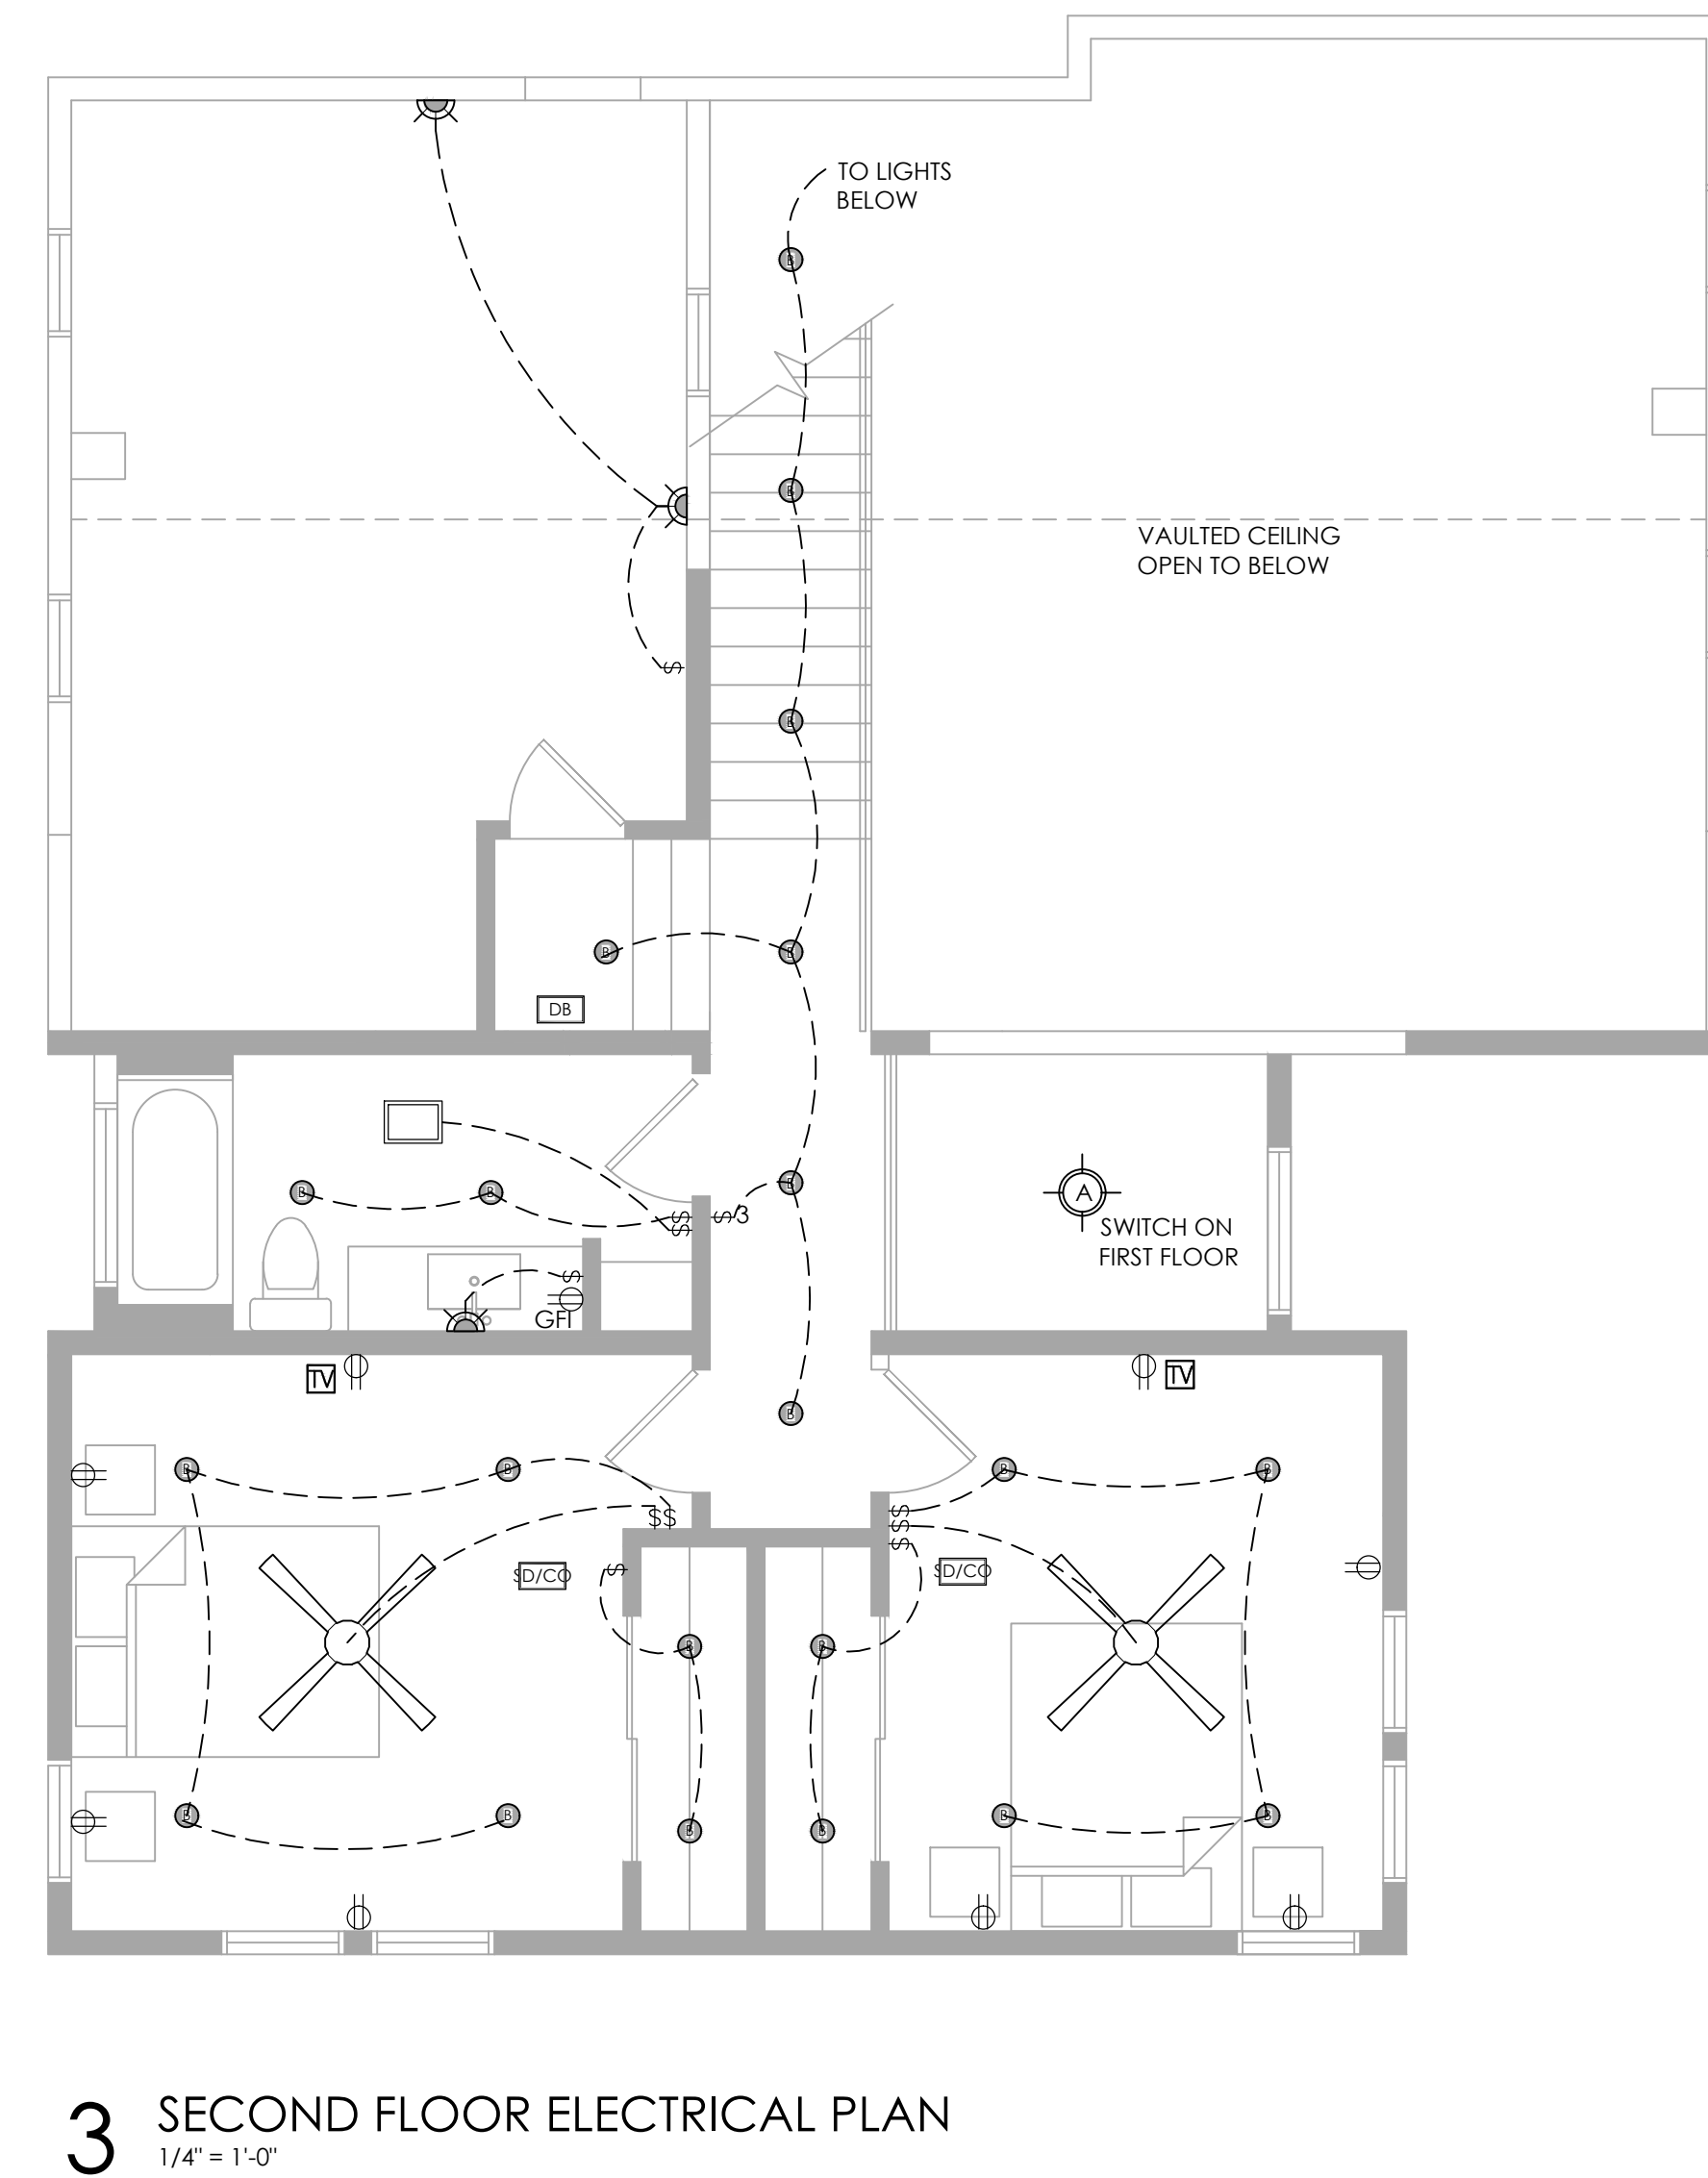 TO LIGHTS
BELOW
B
B
VAULTED CEILING
OPEN TO BELOW
$
B
B B
DB
B B B
A
$ $3
$
SWITCH ON
FIRST FLOOR
$
GFI
TV TV
B
B B B B
$$ $
$
$
$ SD/CO SD/CO
B B
B B B B
B B
3 SECOND FLOOR ELECTRICAL PLAN
1/4" = 1'-0"